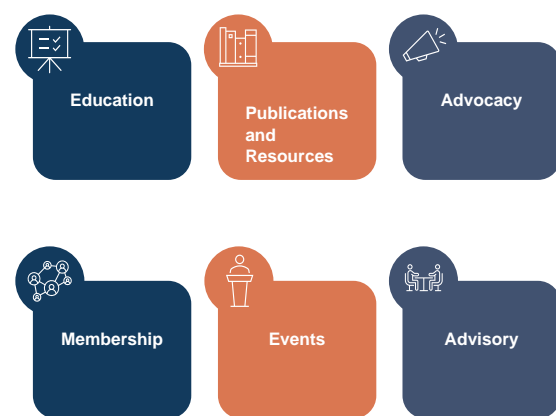 Education
Publications
and
Resources
Advocacy
Membership
Events
Advisory